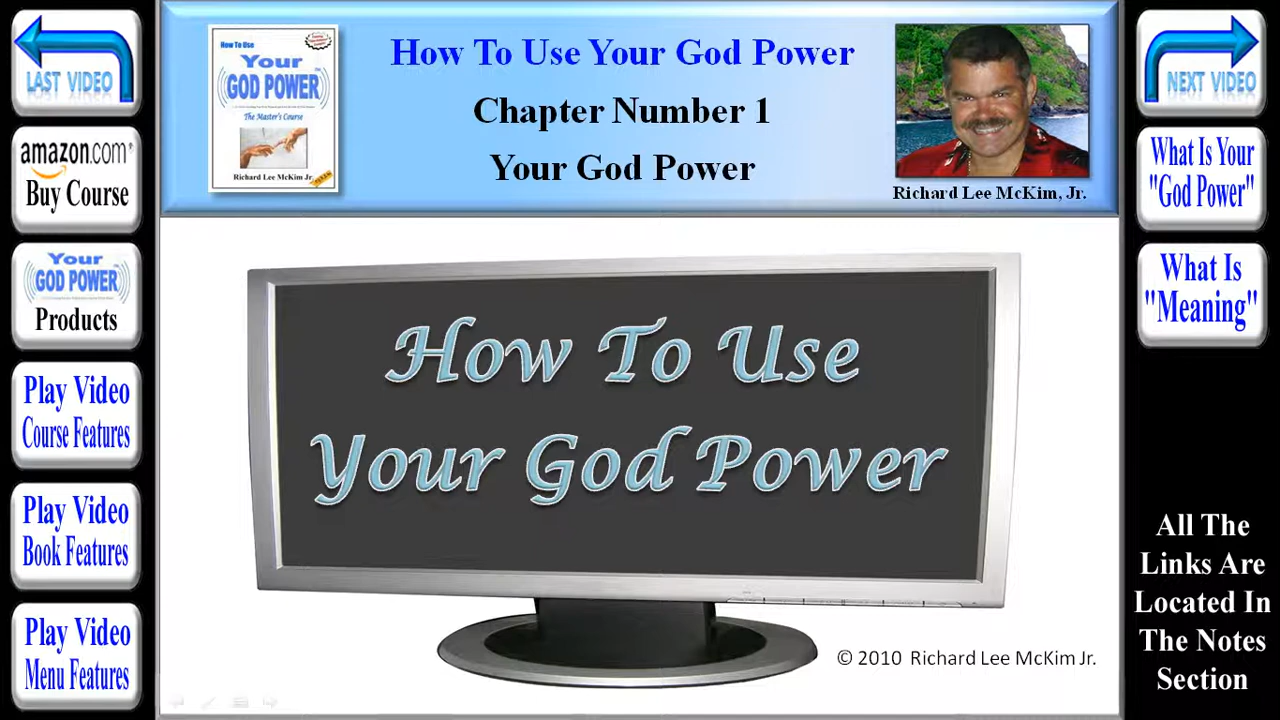 LAST VIDEO
amazon.com
Buy Course
Your
GOD POWER
Products
Play Video
Course Features
Play Video
Book Features
Play Video
Menu Features
How To Use
Your
GOD POWER
The Master's Course
Richard Lee McKim Jr.
How To Use Your God Power
Chapter Number 1
Your God Power
Richard Lee McKim, Jr.
How To Use
Your God Power
© 2010 Richard Lee McKim Jr.
NEXT VIDEO
What Is Your
"God Power"
What Is
"Meaning"
All The
Links Are
Located In
The Notes
Section